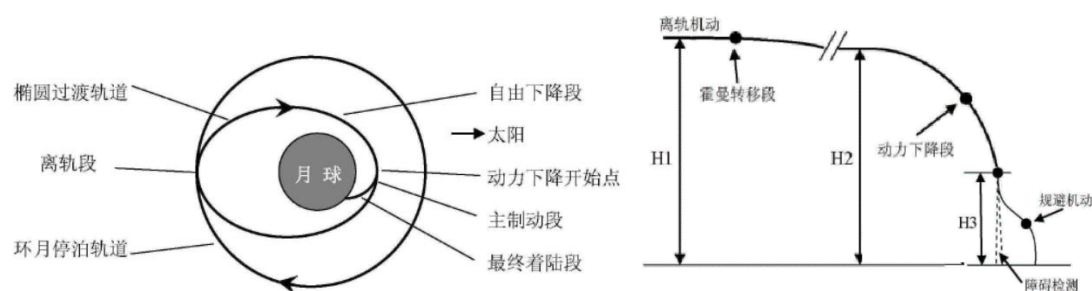 椭圆过渡轨道
离轨段
环月停泊轨道
月 球
自由下降段
太阳
动力下降开始点
主制动段
最终着陆段
离轨机动
霍曼转移段
H1
H2
动力下降段
H3
规避机动
障碍检测